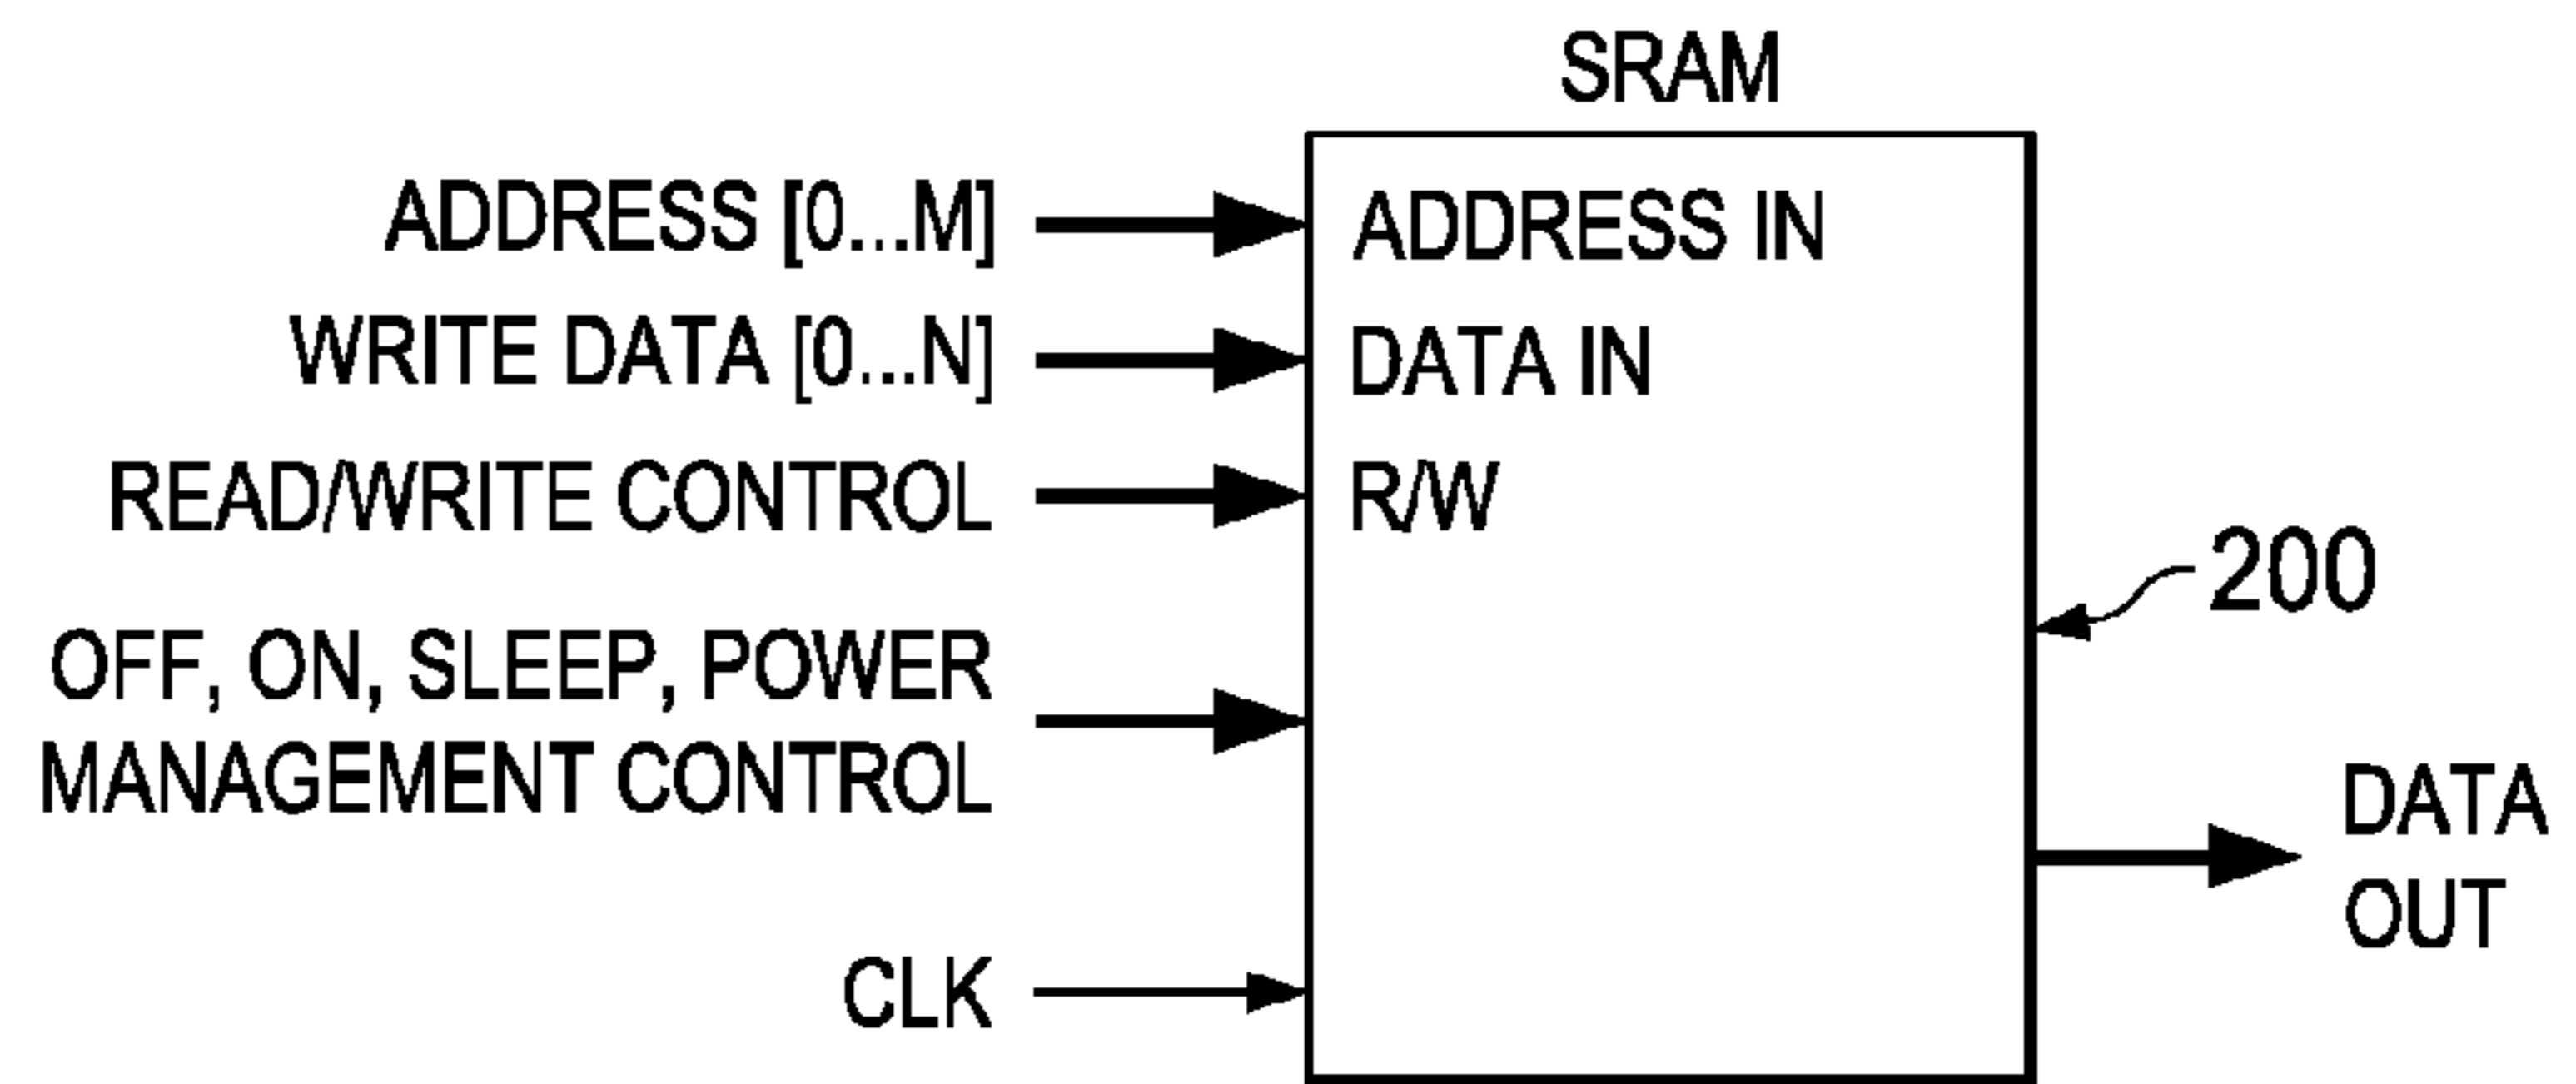 SRAM
ADDRESS [0...M]
ADDRESS IN
WRITE DATA [0...N]
DATA IN
READ/WRITE CONTROL
R/W
200
OFF, ON, SLEEP, POWER
MANAGEMENT CONTROL
DATA
OUT
CLK